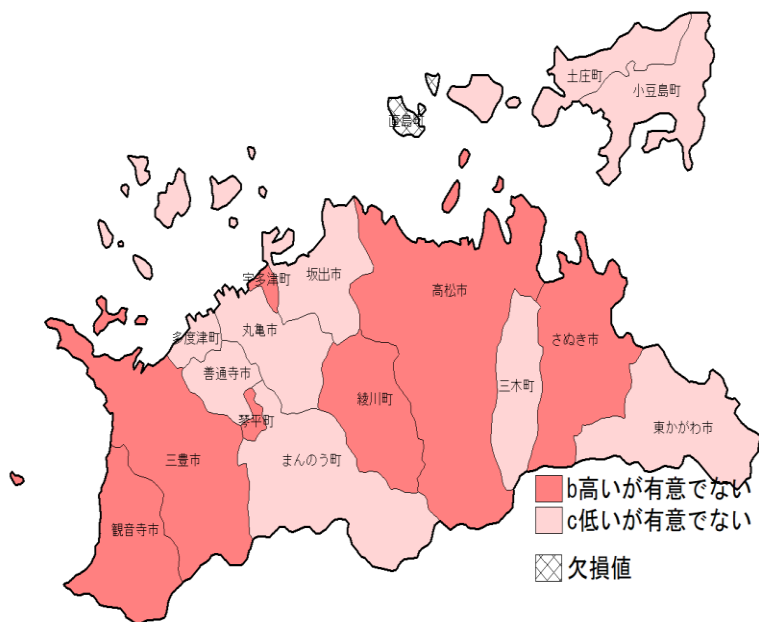 土庄町
小豆島町
直島町
宇多津町
坂出市
高松市
多度津町
丸亀市
さぬき市
善通寺市
三木町
綾川町
琴平町
東かがわ市
三豊市
まんのう町
観音寺市
b高いが有意でない
c低いが有意でない
欠損値